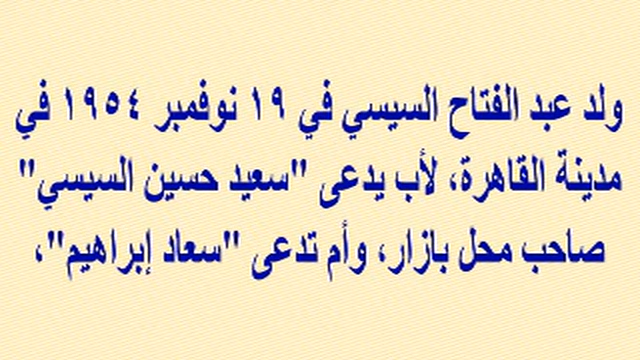 ولد عبد الفتاح السيسي في ١٩ نوفمبر ١٩٥٤ في
مدينة القاهرة، لأب يدعى "سعيد حسين السيسي"
صاحب محل بازار، وأم تدعى "سعاد إبراهيم"،